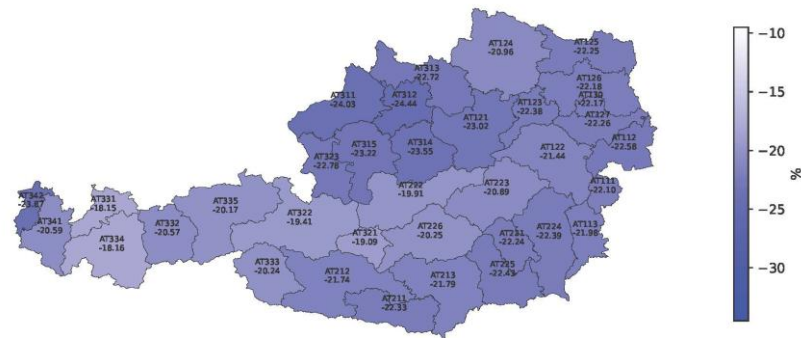 AT124
-20.96
AT125
-22.25
−10
AT313
-22.72
AT126
-22.18
AT311
-24.03
AT312
-24.44
AT130
-22.17
AT123
-22.38
−15
AT121
-23.02
AT127
-22.26
AT112
-22.58
AT315
-23.22
AT314
-23.55
AT122
-21.44
AT323
-22.78
−20
%
AT222
-19.91
AT223
-20.89
AT111
-22.10
AT342
-23.87
AT331
-18.15
AT335
-20.17
AT322
-19.41
−25
AT341
-20.59
AT332
-20.57
AT334
-18.16
AT321
-19.09
AT226
-20.25
AT221
-22.24
AT224
-22.39
AT113
-21.98
AT333
-20.24
AT212
-21.74
AT213
-21.79
AT225
-22.43
−30
AT211
-22.33